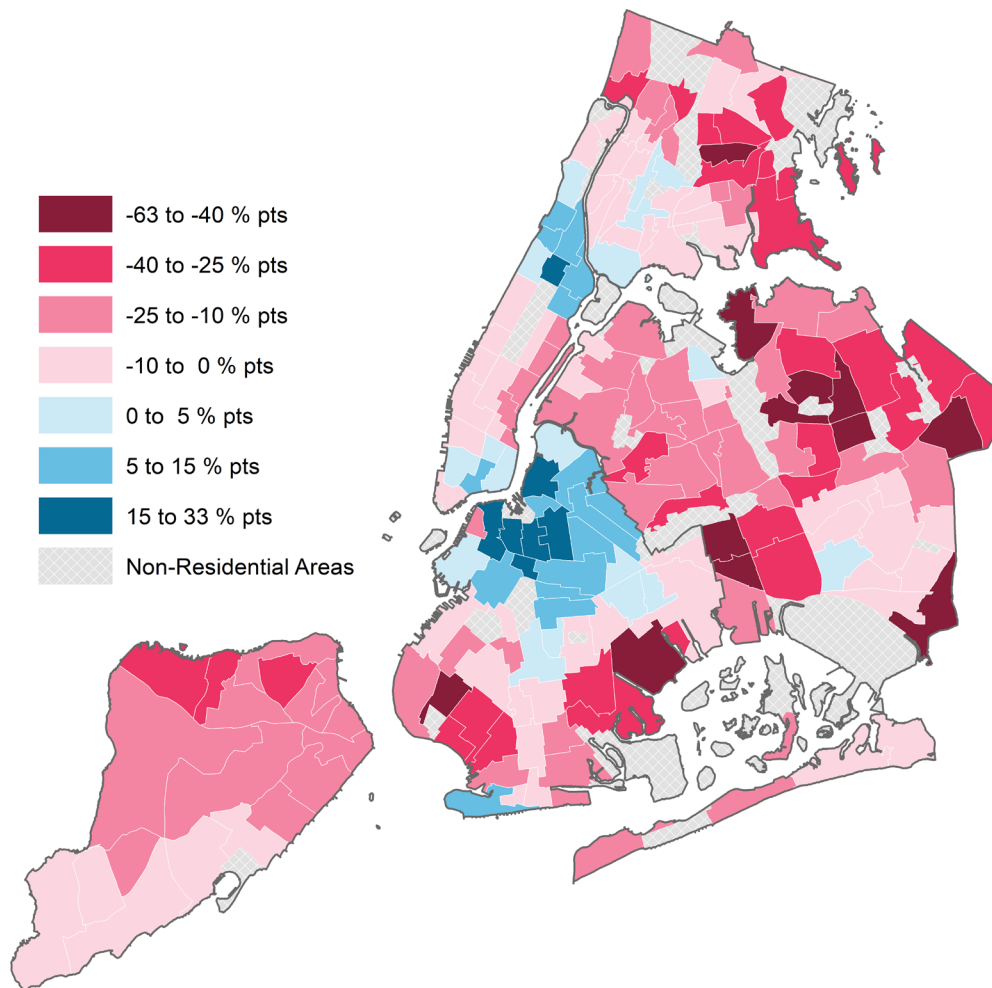 -63 to -40 % pts
-40 to -25 % pts
-25 to -10 % pts
-10 to  0 % pts
0 to  5 % pts
5 to 15 % pts
15 to 33 % pts
Non-Residential Areas